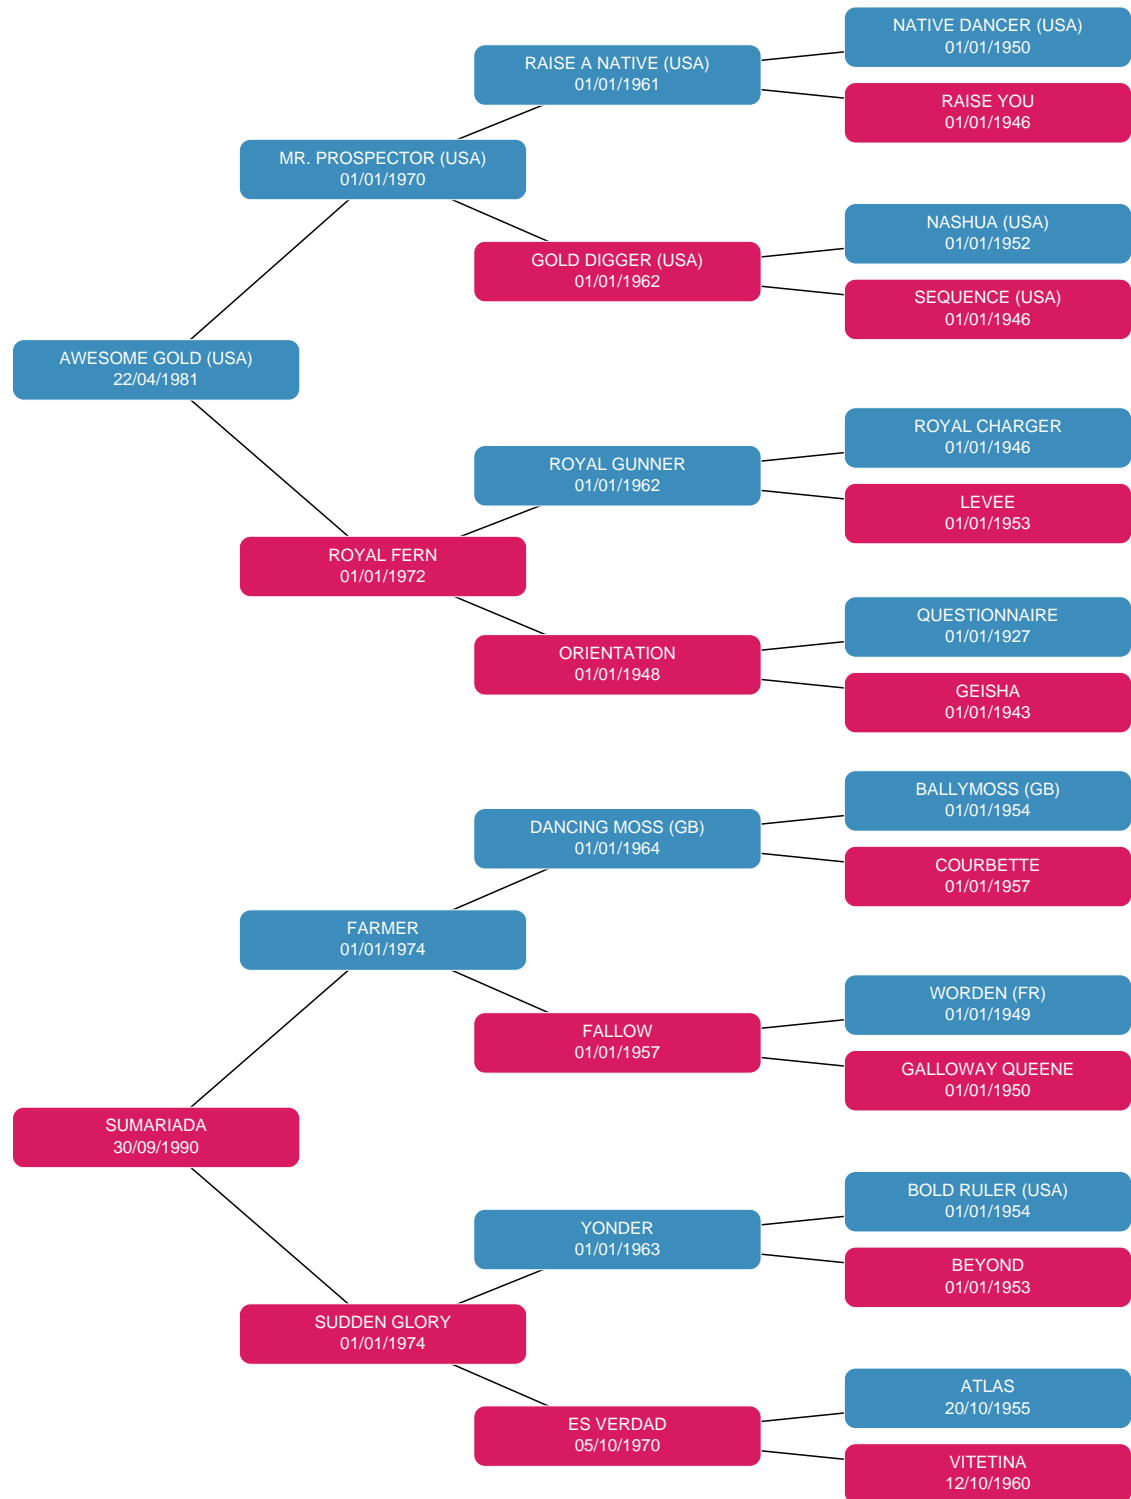 NATIVE DANCER (USA)
01/01/1950
RAISE A NATIVE (USA)
01/01/1961
RAISE YOU
01/01/1946
MR. PROSPECTOR (USA)
01/01/1970
NASHUA (USA)
01/01/1952
GOLD DIGGER (USA)
01/01/1962
SEQUENCE (USA)
01/01/1946
AWESOME GOLD (USA)
22/04/1981
ROYAL CHARGER
01/01/1946
ROYAL GUNNER
01/01/1962
LEVEE
01/01/1953
ROYAL FERN
01/01/1972
QUESTIONNAIRE
01/01/1927
ORIENTATION
01/01/1948
GEISHA
01/01/1943
BALLYMOSS (GB)
01/01/1954
DANCING MOSS (GB)
01/01/1964
COURBETTE
01/01/1957
FARMER
01/01/1974
WORDEN (FR)
01/01/1949
FALLOW
01/01/1957
GALLOWAY QUEENE
01/01/1950
SUMARIADA
30/09/1990
BOLD RULER (USA)
01/01/1954
YONDER
01/01/1963
BEYOND
01/01/1953
SUDDEN GLORY
01/01/1974
ATLAS
20/10/1955
ES VERDAD
05/10/1970
VITETINA
12/10/1960